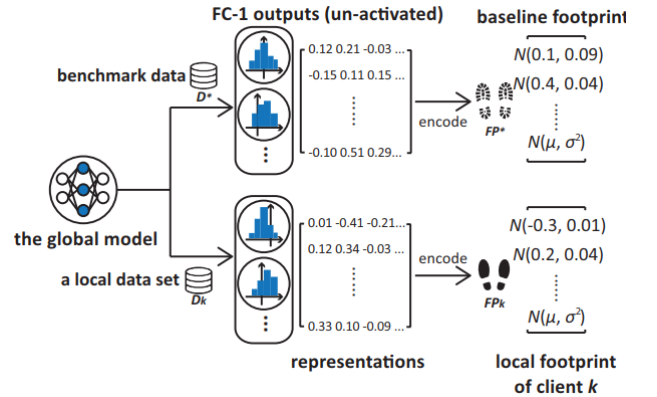 FC-1 outputs (un-activated)
baseline footprint
benchmark data
D*
0.12 0.21 -0.03 ...
-0.15 0.11 0.15 ...
-0.10 0.51 0.29...
encode
FP*
N(0.1, 0.09)
N(0.4, 0.04)
N(μ, σ²)
the global model
a local data set
Dk
0.01 -0.41 -0.21...
0.12 0.34 -0.03 ...
0.33 0.10 -0.09 ...
encode
FPk
N(-0.3, 0.01)
N(0.2, 0.04)
N(μ, σ²)
representations
local footprint
of client k